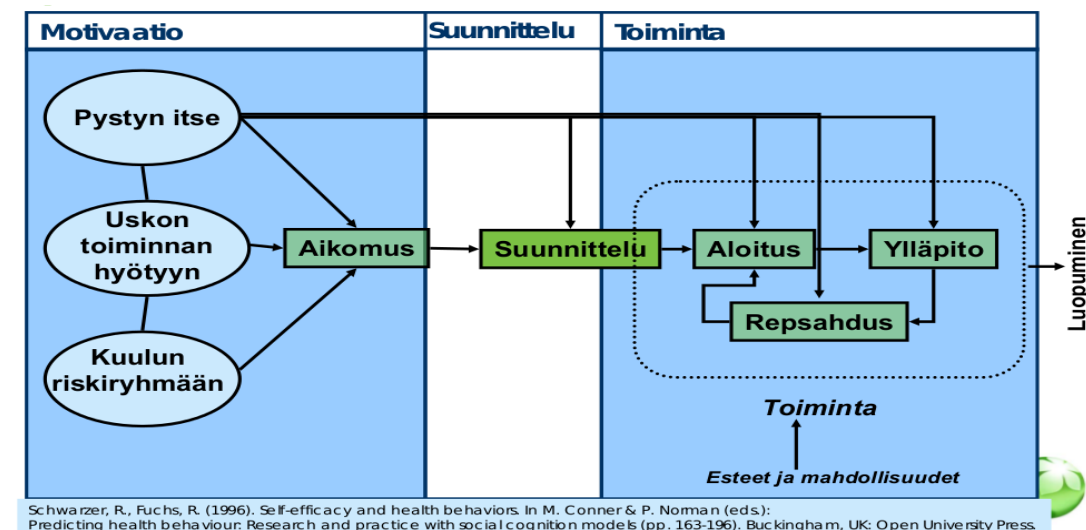 Motivaatio
Suunnittelu
Toiminta
Pystyn itse
Uskon
toiminnan
hyötyyn
Kuulun
riskiryhmään
Aikomus
Suunnittelu
Aloitus
Ylläpito
Repsahdus
Luopuminen
Toiminta
Esteet ja mahdollisuudet
Schwarzer, R., Fuchs, R. (1996). Self-efficacy and health behaviors. In M. Conner & P. Norman (eds.):
Predicting health behaviour: Research and practice with social cognition models (pp. 163-196). Buckingham, UK: Open University Press.